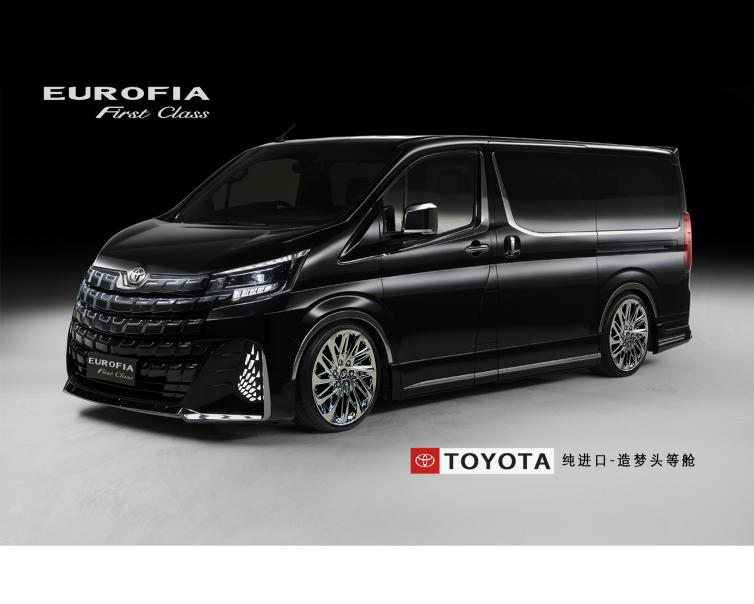 EUROFIA
First Class
EUROFIA
First Class
TOYOTA 纯进口-造梦头等舱